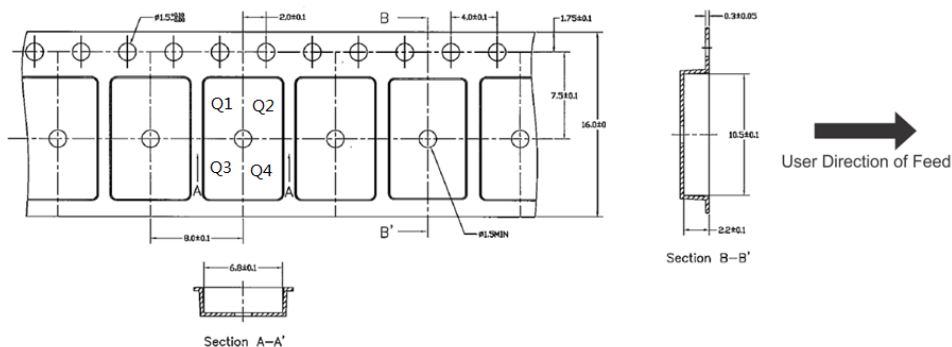 ø1.5
2.0±0.1
B
4.0±0.1
1.75±0.1
0.3±0.05
Q1
Q2
7.5±0.1
16.0±0
10.5±0.1
User Direction of Feed
Q3
Q4
A
A
B'
ø1.5MIN
8.0±0.1
2.2±0.1
Section B-B'
6.8±0.1
Section A-A'